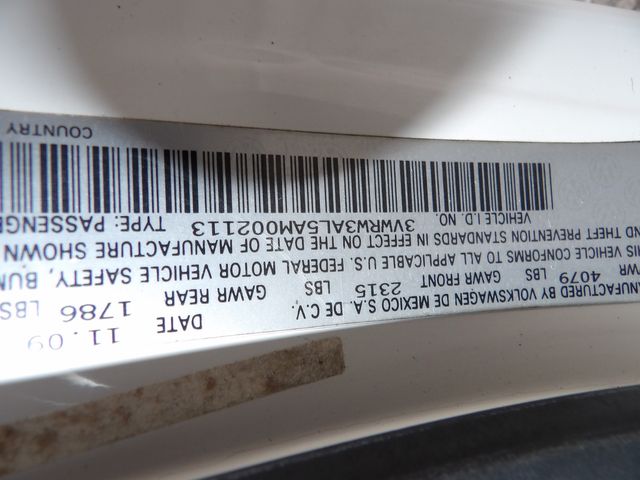 NUFACTURED BY VOLKSWAGEN DE MEXICO S.A. DE C.V. DATE 11.09
WR 4079 LBS GAWR FRONT 2315 LBS GAWR REAR 1786 LBS
HIS VEHICLE CONFORMS TO ALL APPLICABLE U.S. FEDERAL MOTOR VEHICLE SAFETY, BUM
ND THEFT PREVENTION STANDARDS IN EFFECT ON THE DATE OF MANUFACTURE SHOWN
VEHICLE I.D. NO. 3VWRW3AL5AM002113 TYPE: PASSENGE
COUNTRY